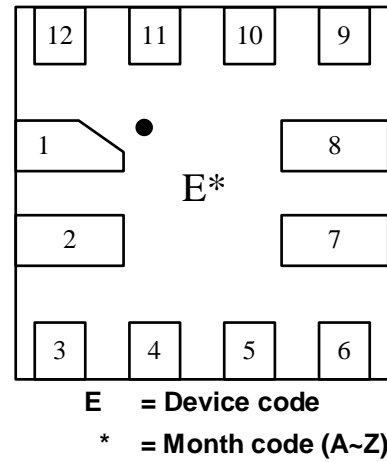 12 11 10 9
1 8
E*
2 7
3 4 5 6
E = Device code
* = Month code (A~Z)